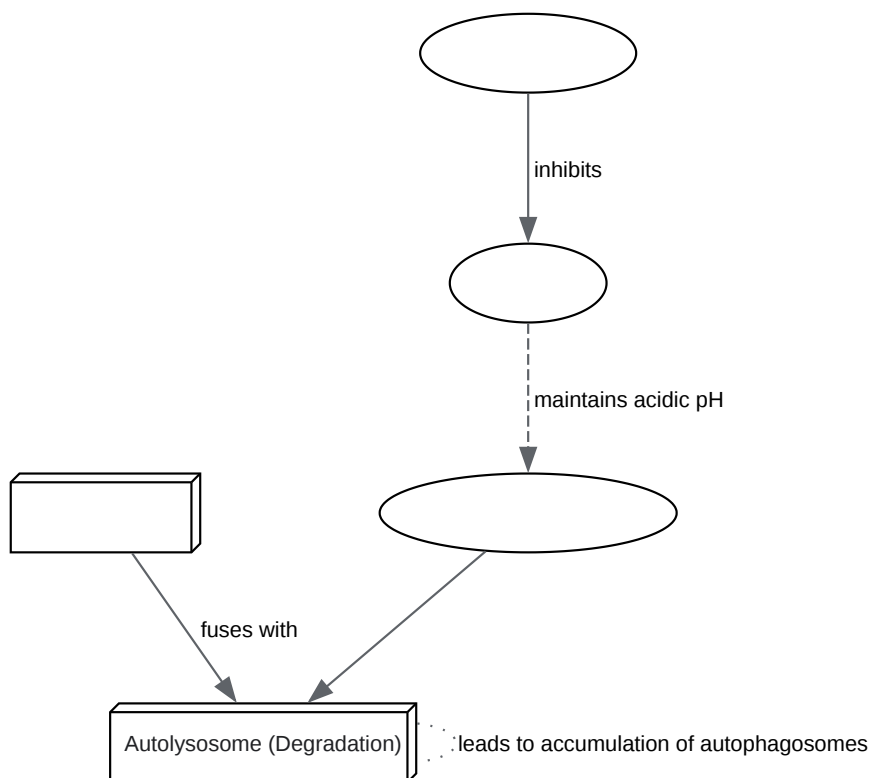 inhibits
maintains acidic pH
fuses with
Autolysosome (Degradation)
leads to accumulation of autophagosomes